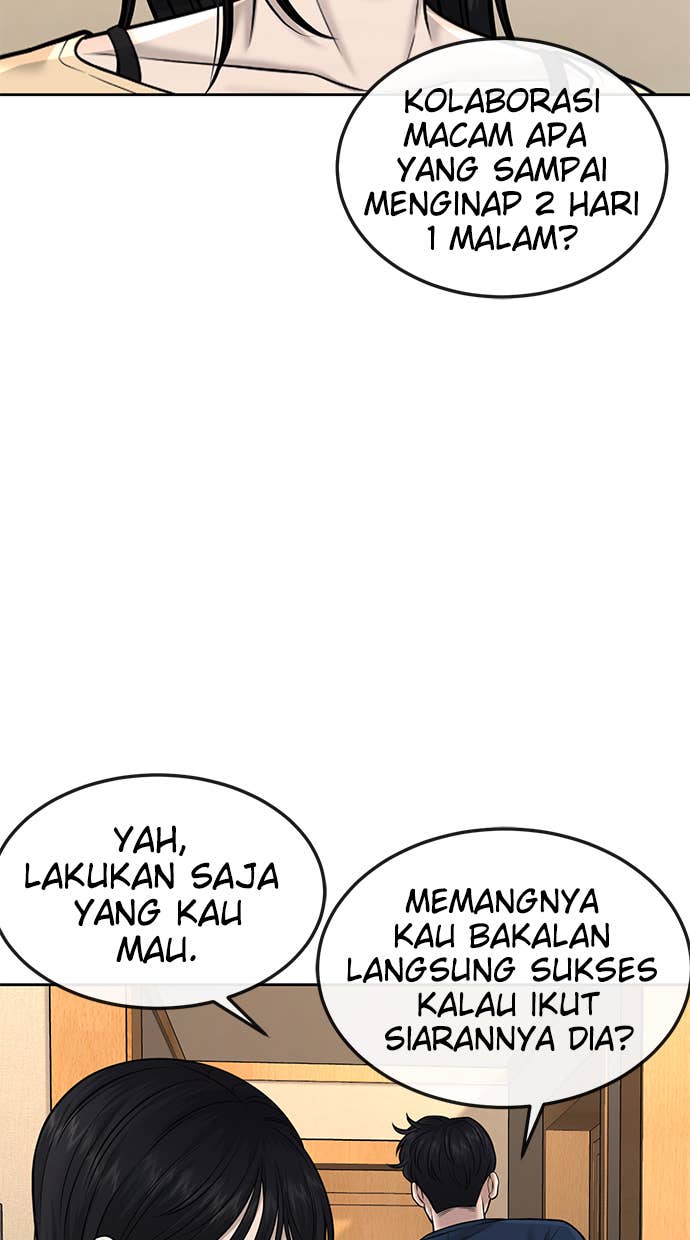 KOLABORASI
MACAM APA
YANG SAMPAI
MENGINAP 2 HARI
1 MALAM?
YAH,
LAKUKAN SAJA
YANG KAU
MAU.
MEMANGNYA
KAU BAKALAN
LANGSUNG SUKSES
KALAU IKUT
SIARANNYA DIA?